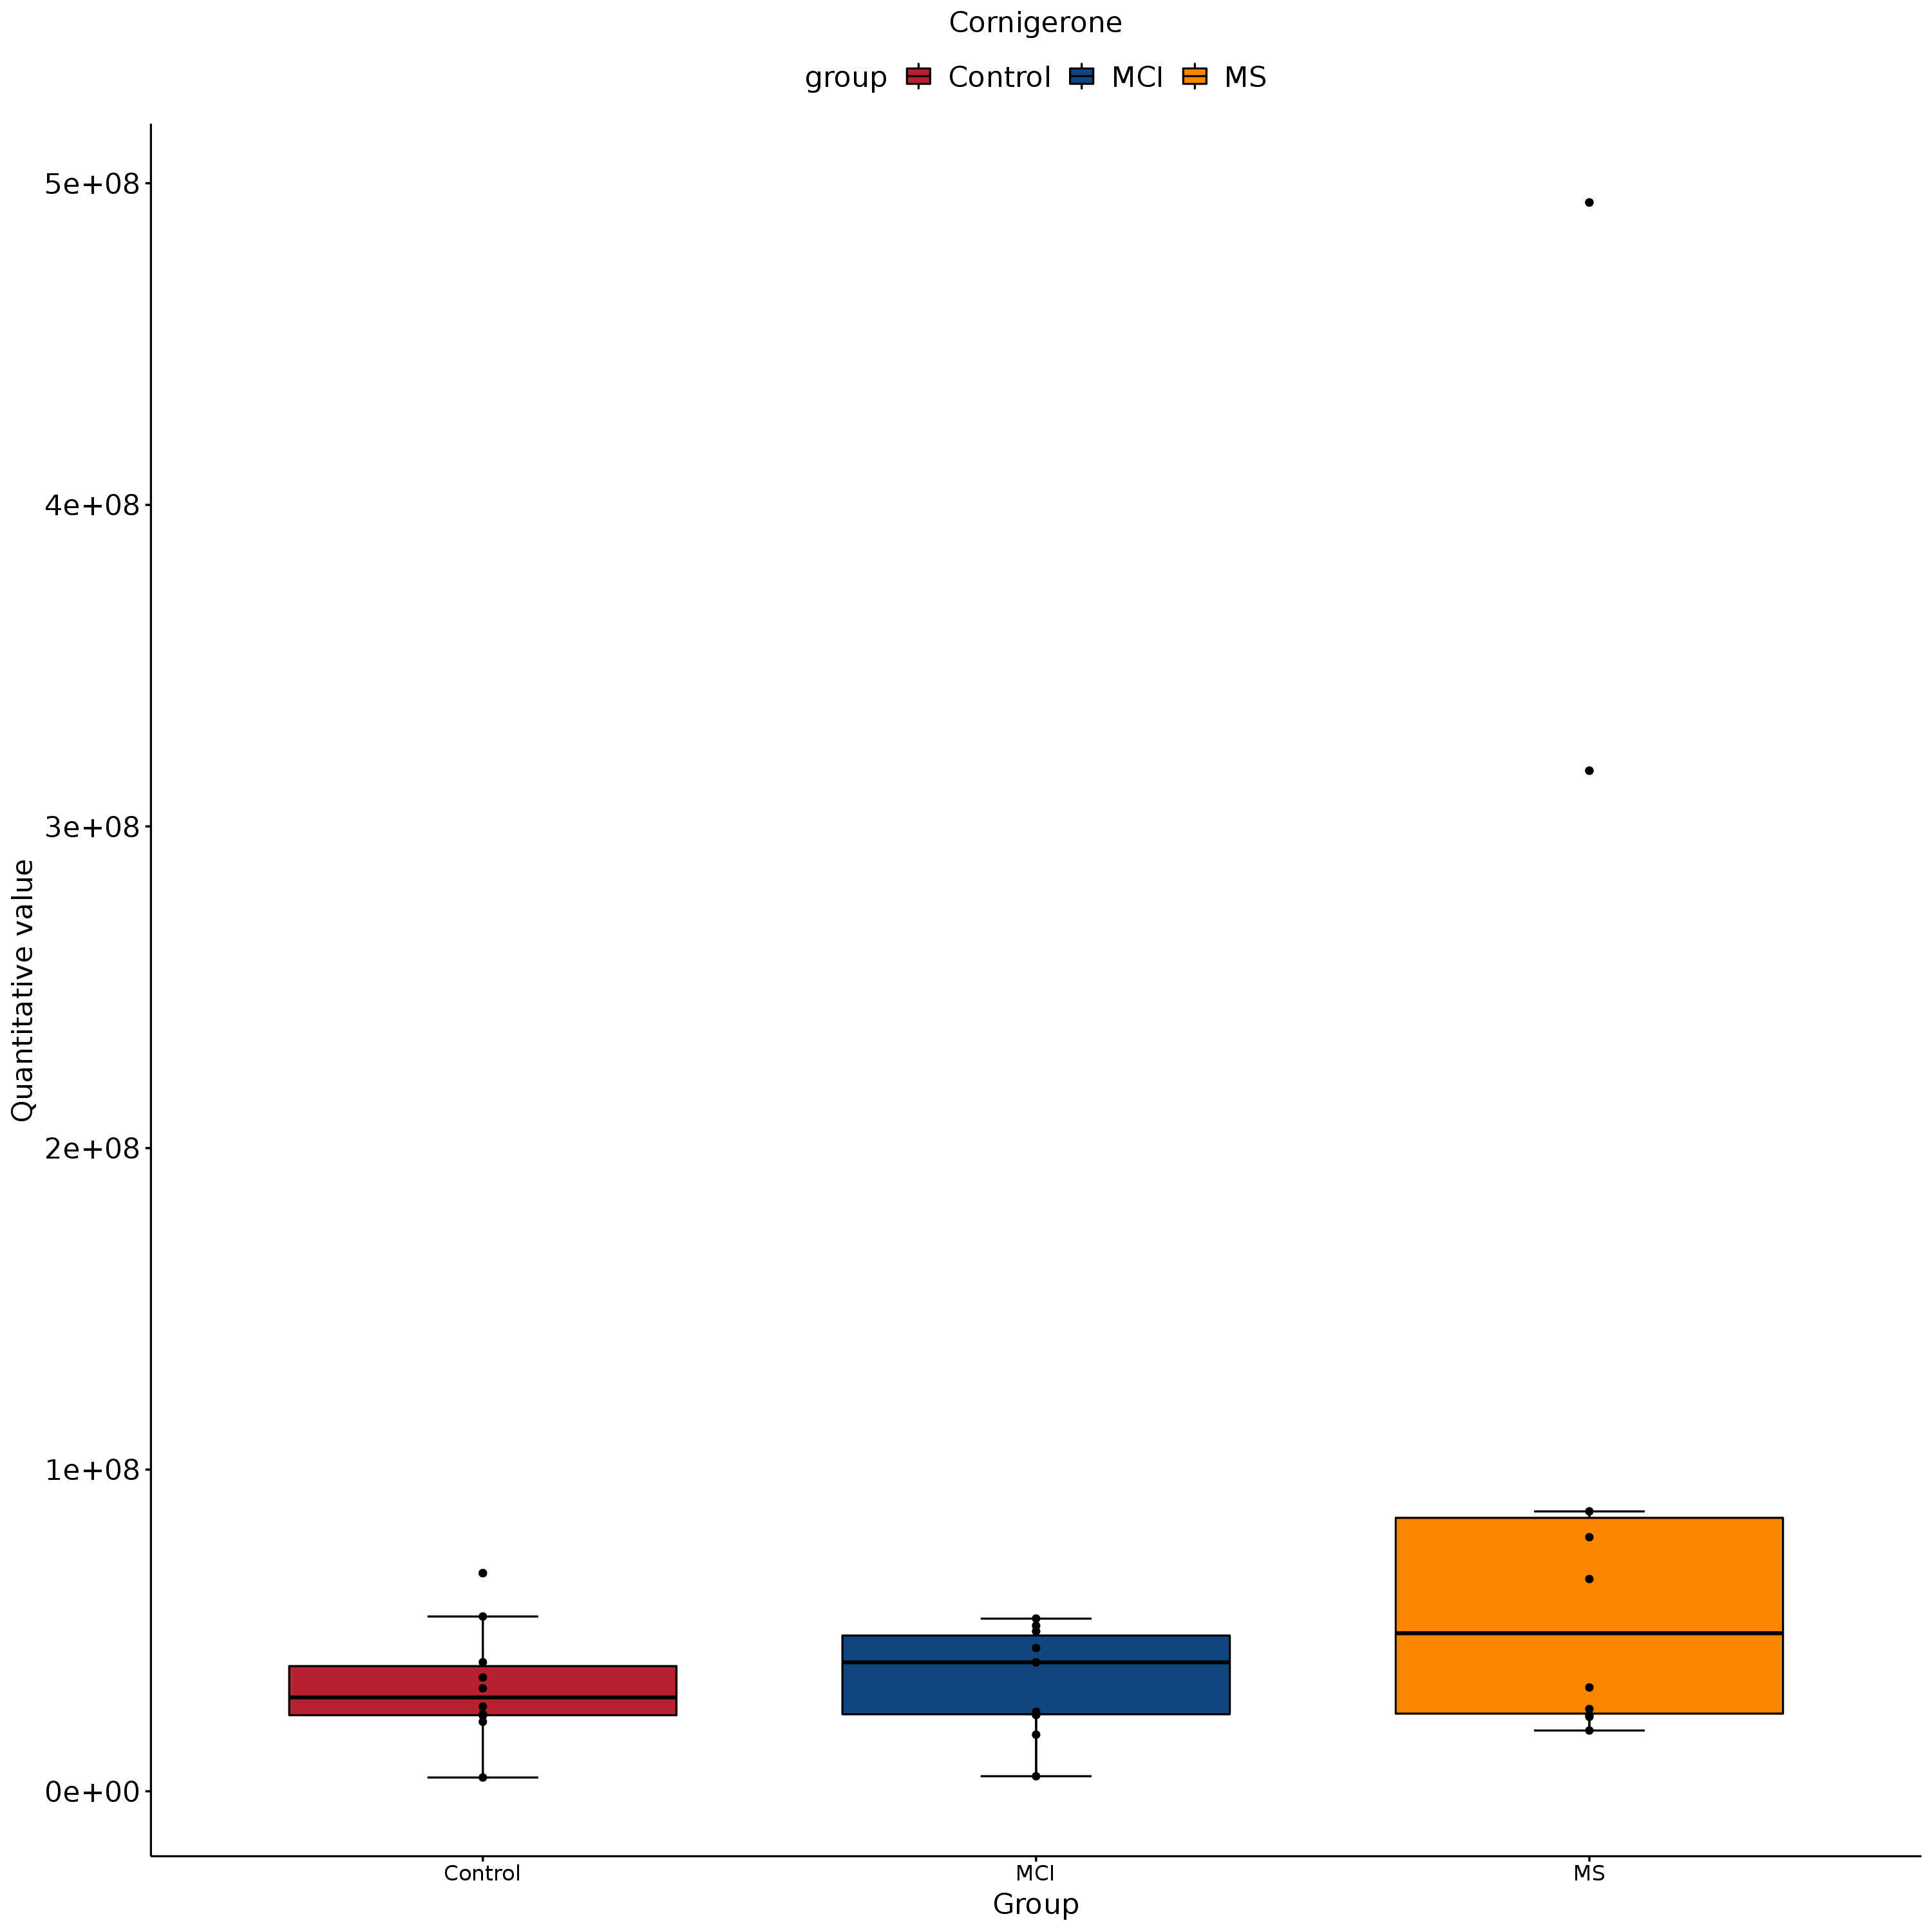 Cornigerone
group Control MCI MS
5e+08
4e+08
3e+08
2e+08
1e+08
0e+00
Quantitative value
Control MCI MS
Group